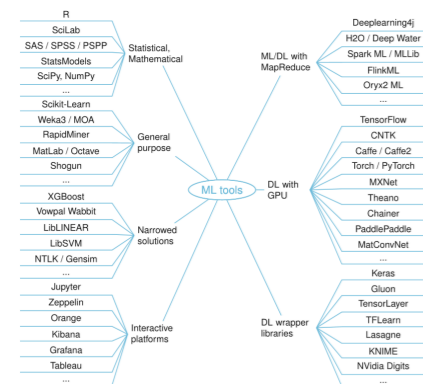 R
SciLab
SAS / SPSS / PSPP
StatsModels
SciPy, NumPy
...
Statistical,
Mathematical
Scikit-Learn
Weka3 / MOA
RapidMiner
MatLab / Octave
Shogun
...
General
purpose
XGBoost
Vowpal Wabbit
LibLINEAR
LibSVM
NTLK / Gensim
...
Narrowed
solutions
Jupyter
Zeppelin
Orange
Kibana
Grafana
Tableau
...
Interactive
platforms
ML tools
ML/DL with
MapReduce
Deeplearning4j
H2O / Deep Water
Spark ML / MLLib
FlinkML
Oryx2 ML
...
DL with
GPU
TensorFlow
CNTK
Caffe / Caffe2
Torch / PyTorch
MXNet
Theano
Chainer
PaddlePaddle
MatConvNet
...
DL wrapper
libraries
Keras
Gluon
TensorLayer
TFLearn
Lasagne
KNIME
NVidia Digits
...